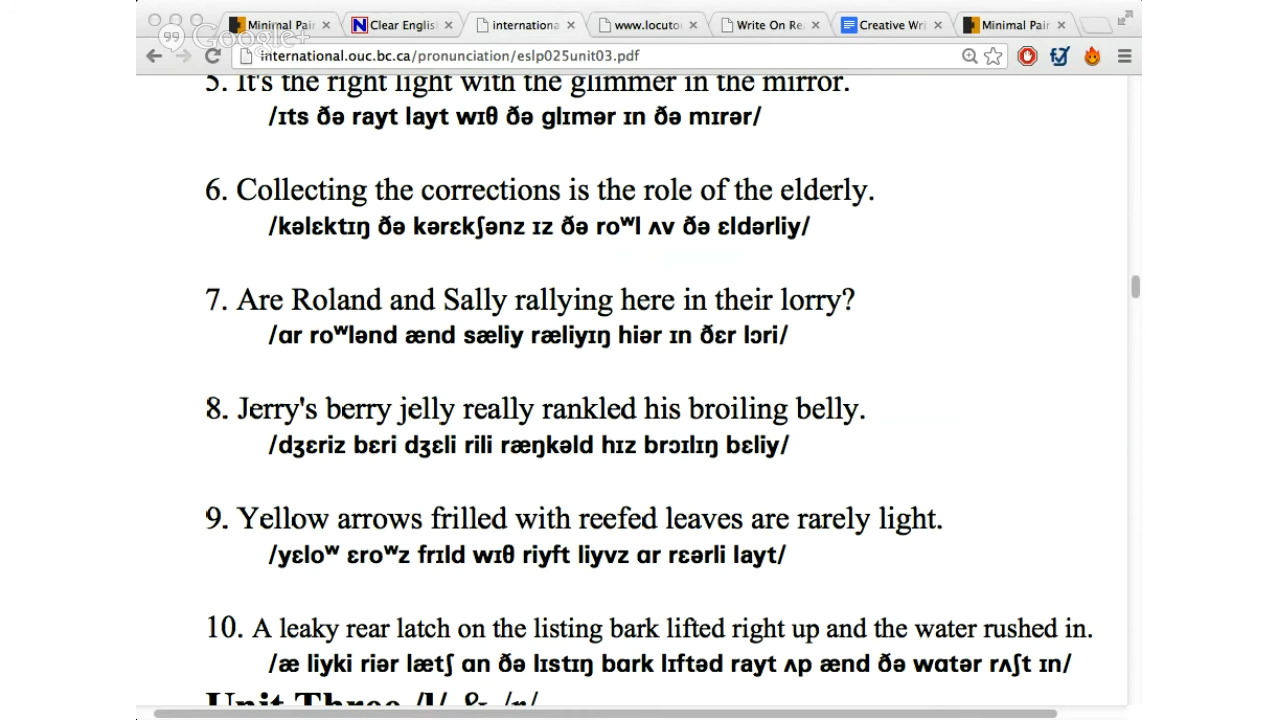 Minimal Pair
Clear Englis
internationa
www.locuto
Write On Re
Creative Wri
Minimal Pair
Google+
international.ouc.bc.ca/pronunciation/eslp025unit03.pdf
5. It's the right light with the glimmer in the mirror.
/ɪts ðə rayt layt wɪθ ðə glɪmər ɪn ðə mɪrər/
6. Collecting the corrections is the role of the elderly.
/kəlɛktɪŋ ðə kərɛkʃənz ɪz ðə roʷl ʌv ðə ɛldərliy/
7. Are Roland and Sally rallying here in their lorry?
/ɑr roʷlənd ænd sæliy ræliyɪŋ hiər ɪn ðɛr lɔri/
8. Jerry's berry jelly really rankled his broiling belly.
/dʒɛriz bɛri dʒɛli rili ræŋkəld hɪz brɔɪlɪŋ bɛliy/
9. Yellow arrows frilled with reefed leaves are rarely light.
/yɛloʷ ɛroʷz frɪld wɪθ riyft liyvz ɑr rɛərli layt/
10. A leaky rear latch on the listing bark lifted right up and the water rushed in.
/æ liyki riər lætʃ ɑn ðə lɪstɪŋ bɑrk lɪftəd rayt ʌp ænd ðə wɑtər rʌʃt ɪn/
Unit Three /l/ & /r/